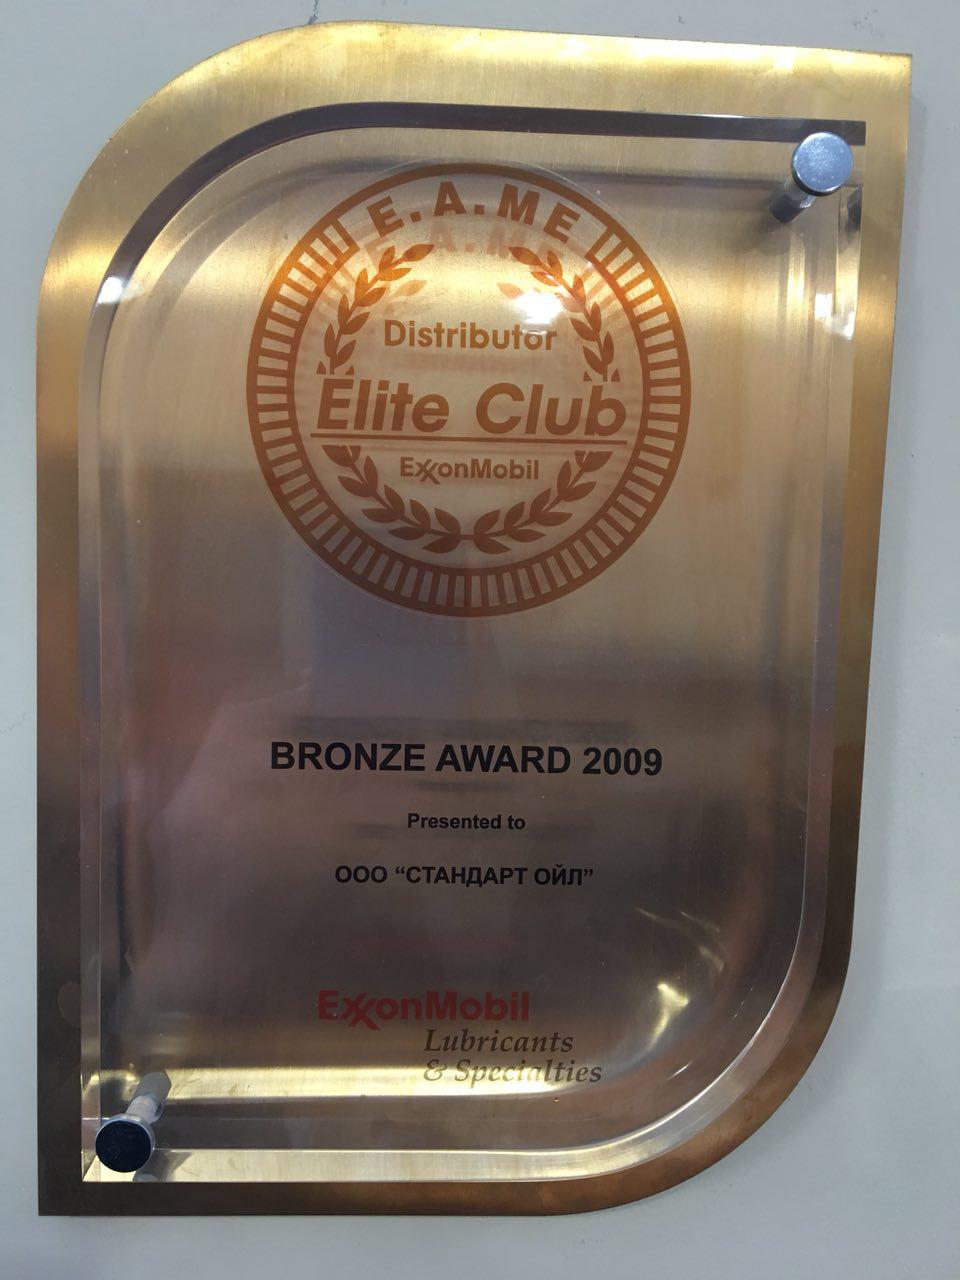 E.A.ME
Distributor
Elite Club
ExxonMobil
BRONZE AWARD 2009
Presented to
ООО “СТАНДАРТ ОЙЛ”
ExxonMobil
Lubricants
& Specialties